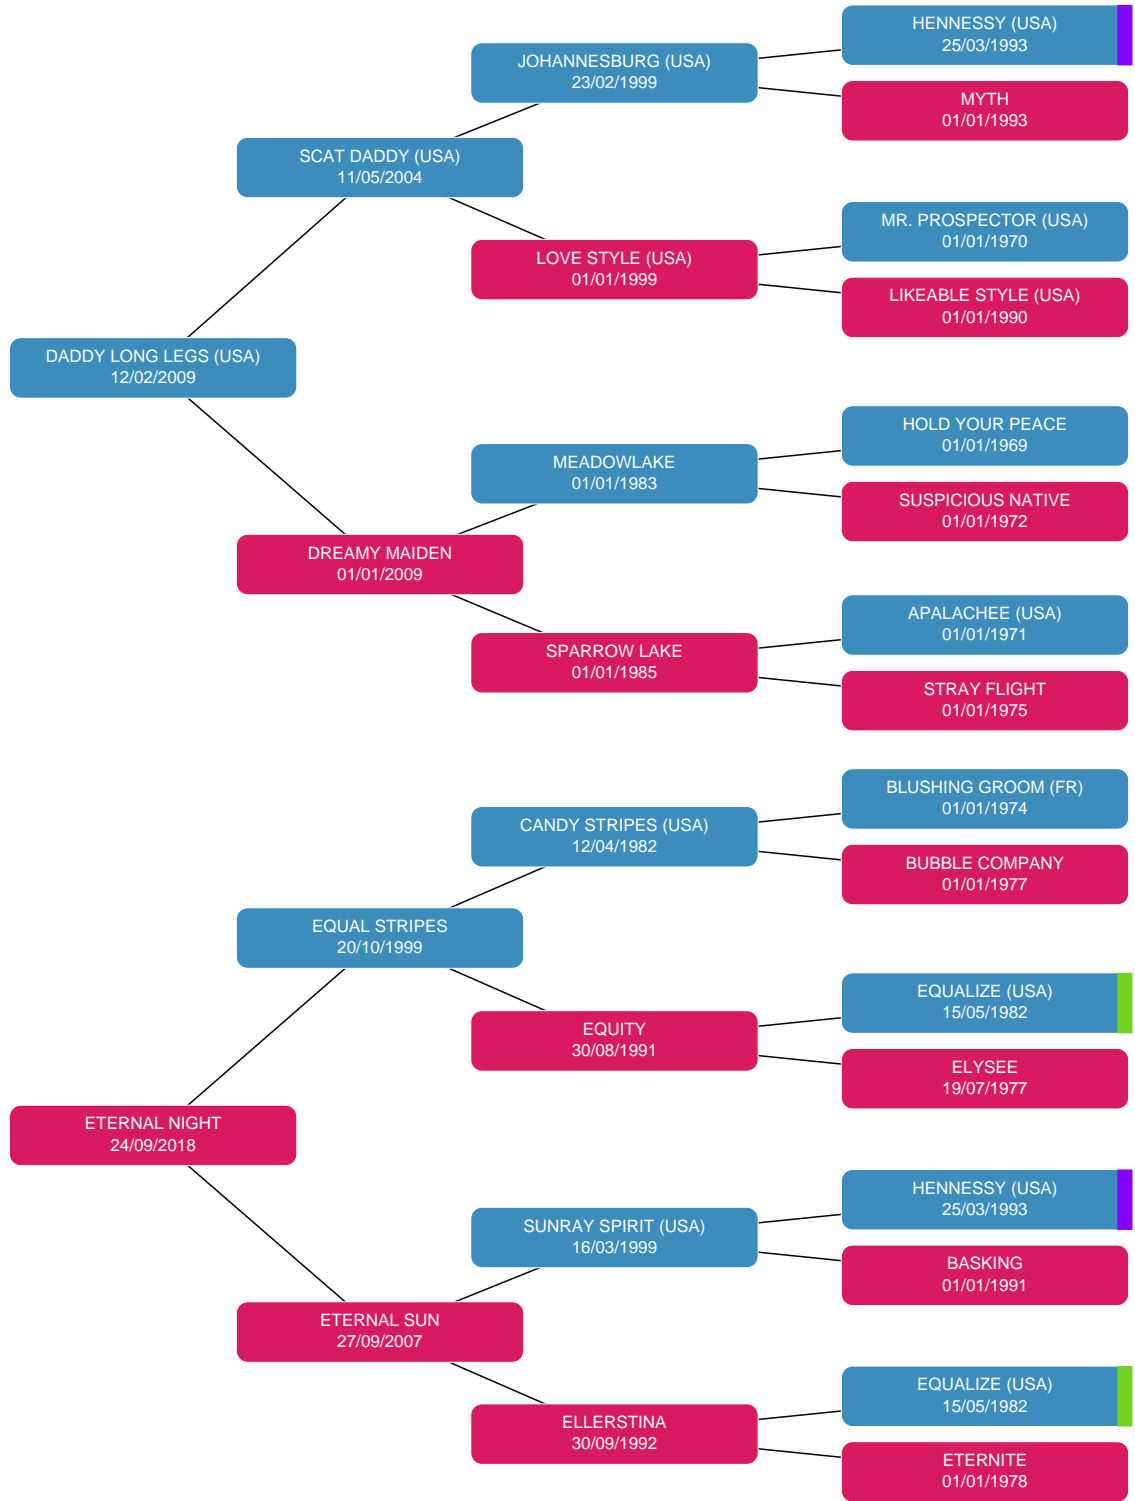 HENNESSY (USA)
25/03/1993
JOHANNESBURG (USA)
23/02/1999
MYTH
01/01/1993
SCAT DADDY (USA)
11/05/2004
MR. PROSPECTOR (USA)
01/01/1970
LOVE STYLE (USA)
01/01/1999
LIKEABLE STYLE (USA)
01/01/1990
DADDY LONG LEGS (USA)
12/02/2009
HOLD YOUR PEACE
01/01/1969
MEADOWLAKE
01/01/1983
SUSPICIOUS NATIVE
01/01/1972
DREAMY MAIDEN
01/01/2009
APALACHEE (USA)
01/01/1971
SPARROW LAKE
01/01/1985
STRAY FLIGHT
01/01/1975
BLUSHING GROOM (FR)
01/01/1974
CANDY STRIPES (USA)
12/04/1982
BUBBLE COMPANY
01/01/1977
EQUAL STRIPES
20/10/1999
EQUALIZE (USA)
15/05/1982
EQUITY
30/08/1991
ELYSEE
19/07/1977
ETERNAL NIGHT
24/09/2018
HENNESSY (USA)
25/03/1993
SUNRAY SPIRIT (USA)
16/03/1999
BASKING
01/01/1991
ETERNAL SUN
27/09/2007
EQUALIZE (USA)
15/05/1982
ELLERSTINA
30/09/1992
ETERNITE
01/01/1978